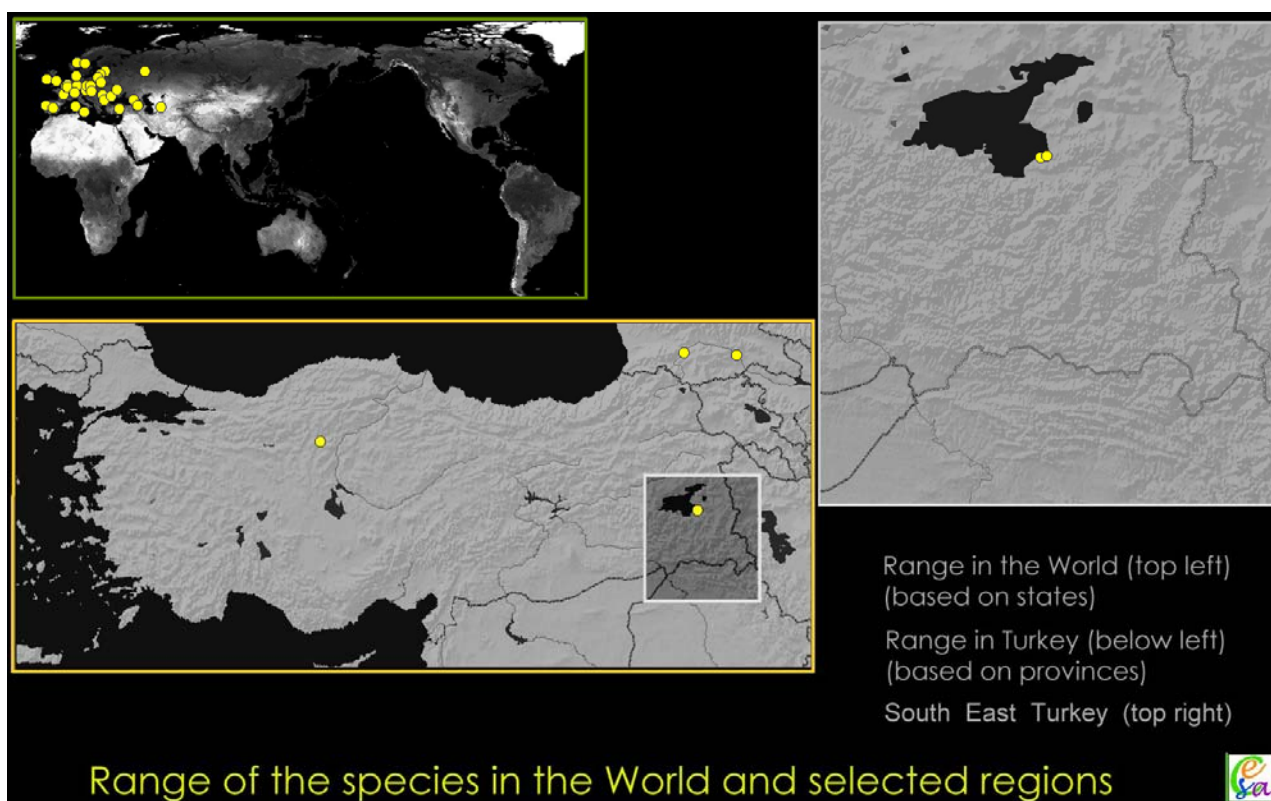 Range in the World (top left)
(based on states)
Range in Turkey (below left)
(based on provinces)
South East Turkey (top right)
Range of the species in the World and selected regions
Cesa